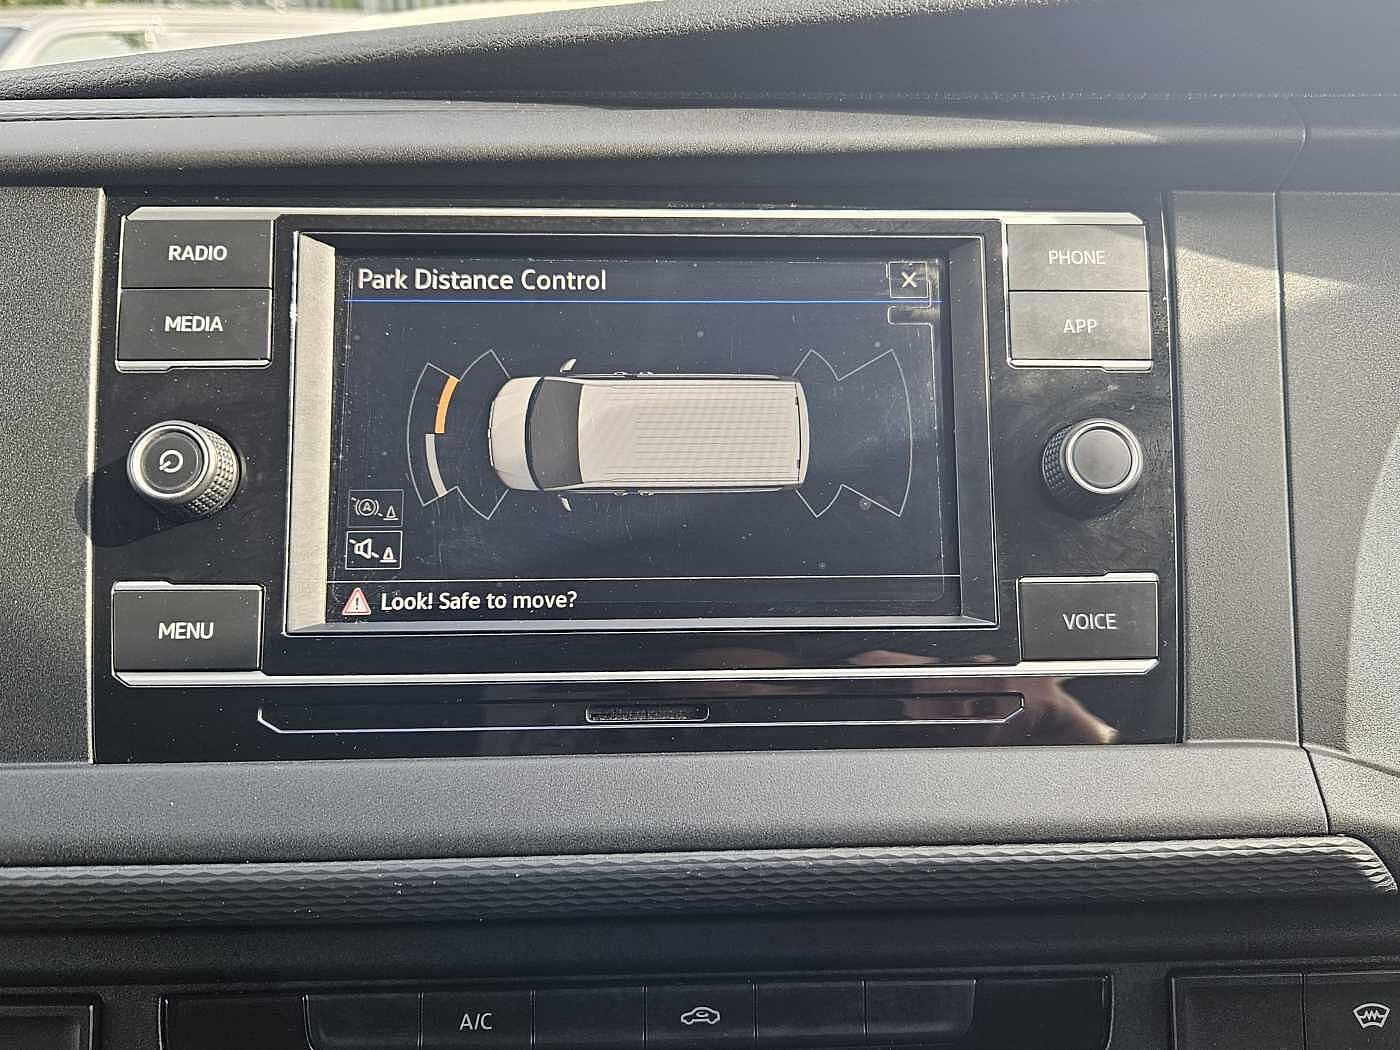 RADIO
MEDIA
MENU
Park Distance Control
Look! Safe to move?
PHONE
APP
VOICE
A/C